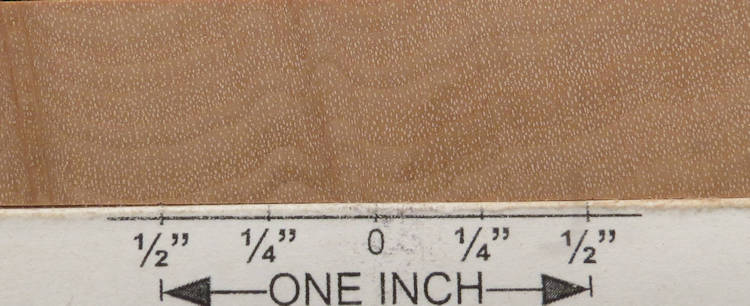 ½” ¼” 0 ¼” ½”
ONE INCH